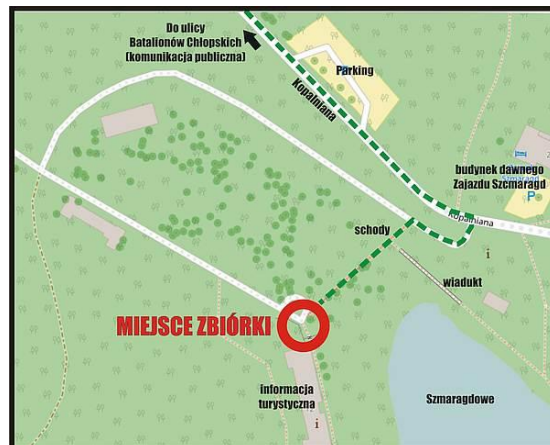 Do ulicy
Batalionów Chłopskich
(komunikacja publiczna)
Parking
Kopalniana
budynek dawnego
Zajazdu Szcmaragd
Szmaragd
P
kopalniana
schody
i
wiadukt
MIEJSCE ZBIÓRKI
informacja
turystyczna
i
Szmaragdowe